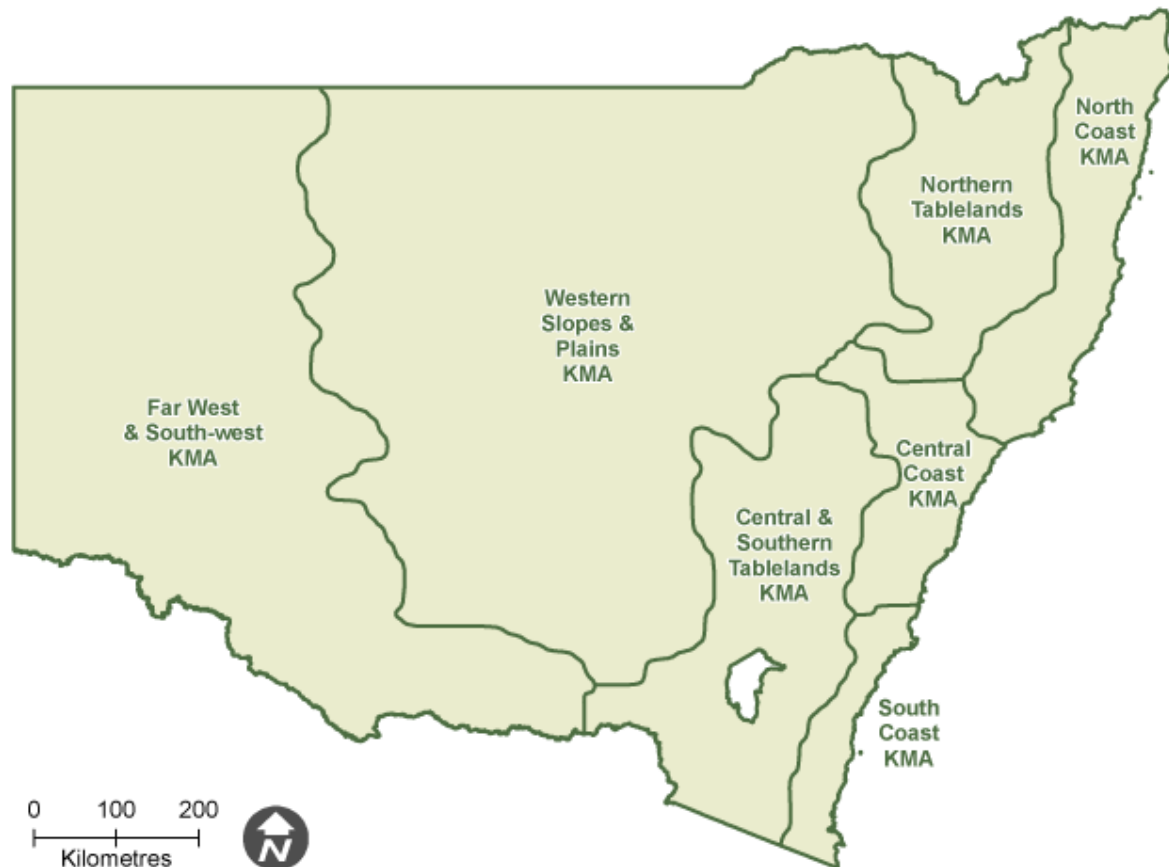 North
Coast
KMA
Northern
Tablelands
KMA
Western
Slopes &
Plains
KMA
Far West
& South-west
KMA
Central
Coast
KMA
Central &
Southern
Tablelands
KMA
South
Coast
KMA
0 100 200
Kilometres
N